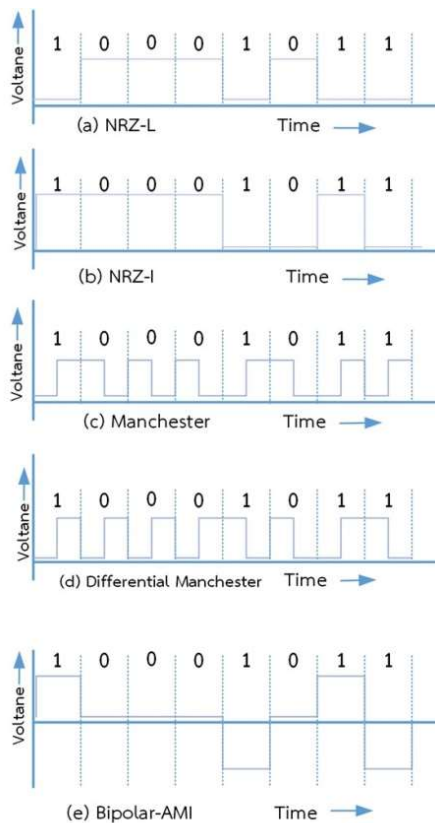 Voltane
1 0 0 0 1 0 1 1
(a) NRZ-L Time
Voltane
1 0 0 0 1 0 1 1
(b) NRZ-I Time
Voltane
1 0 0 0 1 0 1 1
(c) Manchester Time
Voltane
1 0 0 0 1 0 1 1
(d) Differential Manchester Time
Voltane
1 0 0 0 1 0 1 1
(e) Bipolar-AMI Time